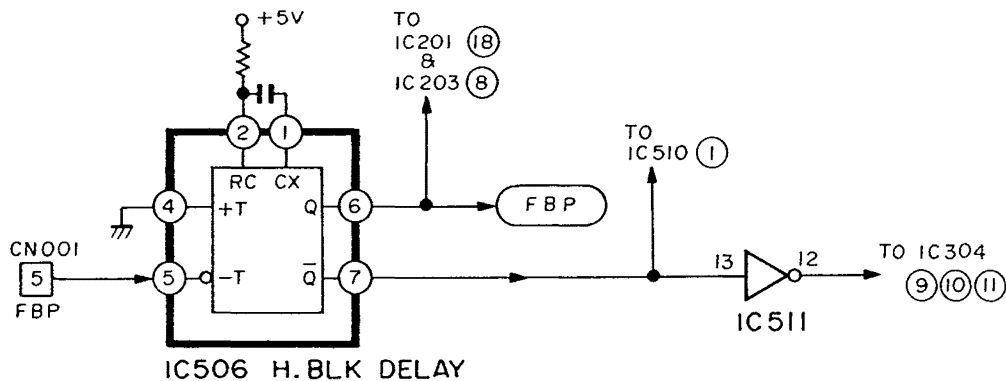 +5V
TO
IC201 18
&
IC203 8
2 1
RC CX
4 +T Q 6
FBP
TO
IC510 1
CN001
5
FBP
5 -T Q̅ 7
13 12
IC511
TO IC304
9 10 11
IC506 H.BLK DELAY